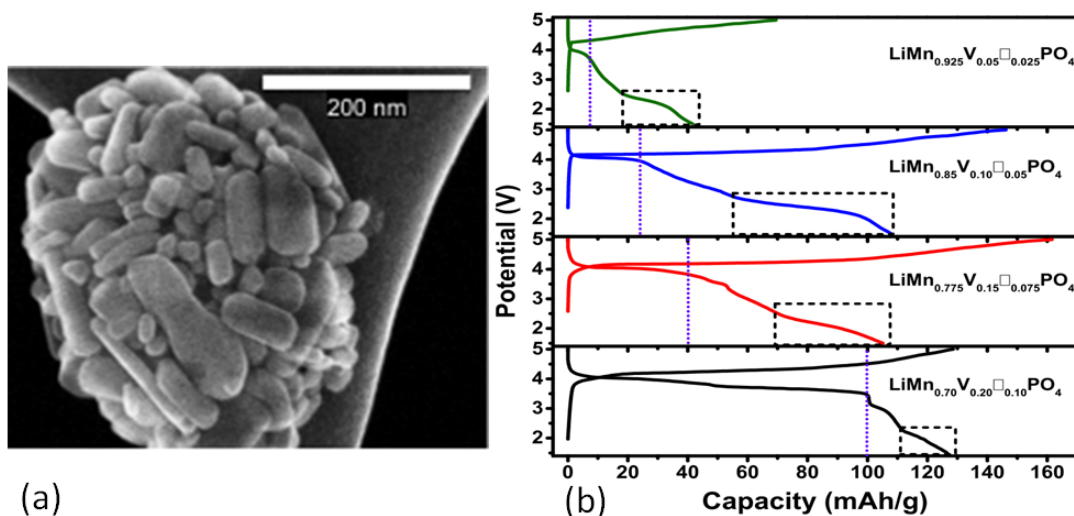 200 nm
(a)
Potential (V)
5
4
3
2
LiMn0.925V0.05□0.025PO4
5
4
3
2
LiMn0.85V0.10□0.05PO4
5
4
3
2
LiMn0.775V0.15□0.075PO4
5
4
3
2
LiMn0.70V0.20□0.10PO4
0 20 40 60 80 100 120 140 160
Capacity (mAh/g)
(b)